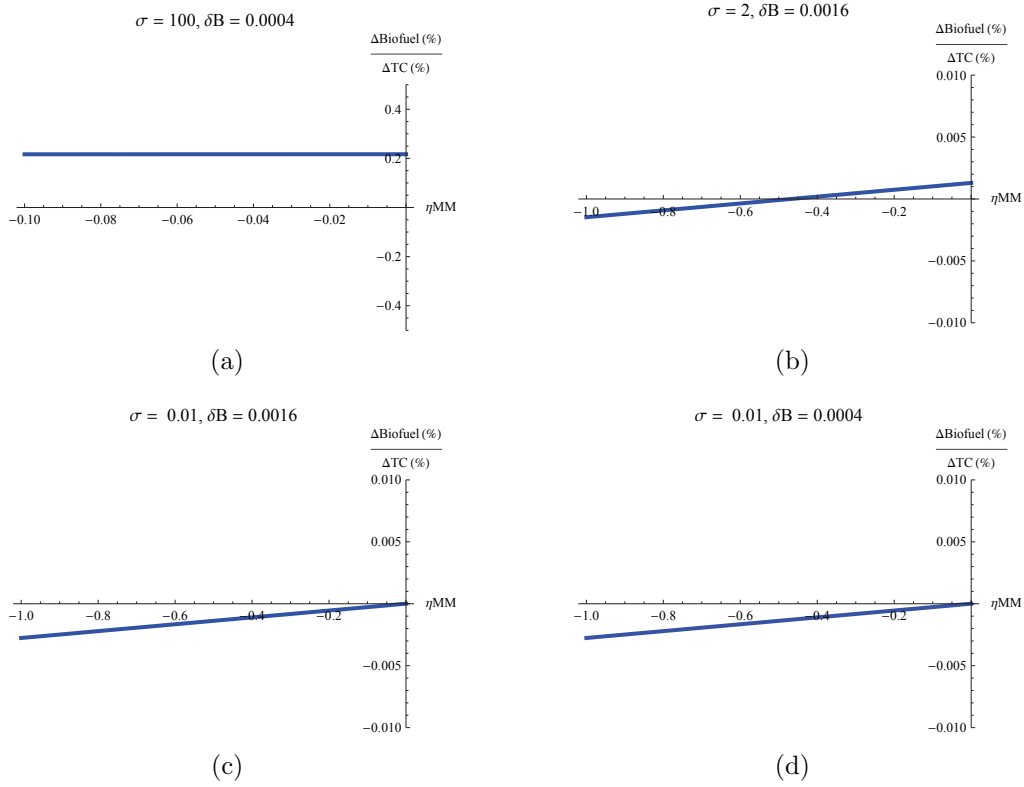 σ = 100, δB = 0.0004
ΔBiofuel (%)
ΔTC (%)
0.4
0.2
−0.10 −0.08 −0.06 −0.04 −0.02 ηMM
−0.2
−0.4
(a)
σ = 2, δB = 0.0016
ΔBiofuel (%)
ΔTC (%)
0.010
0.005
−1.0 −0.8 −0.6 −0.4 −0.2 ηMM
−0.005
−0.010
(b)
σ = 0.01, δB = 0.0016
ΔBiofuel (%)
ΔTC (%)
0.010
0.005
−1.0 −0.8 −0.6 −0.4 −0.2 ηMM
−0.005
−0.010
(c)
σ = 0.01, δB = 0.0004
ΔBiofuel (%)
ΔTC (%)
0.010
0.005
−1.0 −0.8 −0.6 −0.4 −0.2 ηMM
−0.005
−0.010
(d)